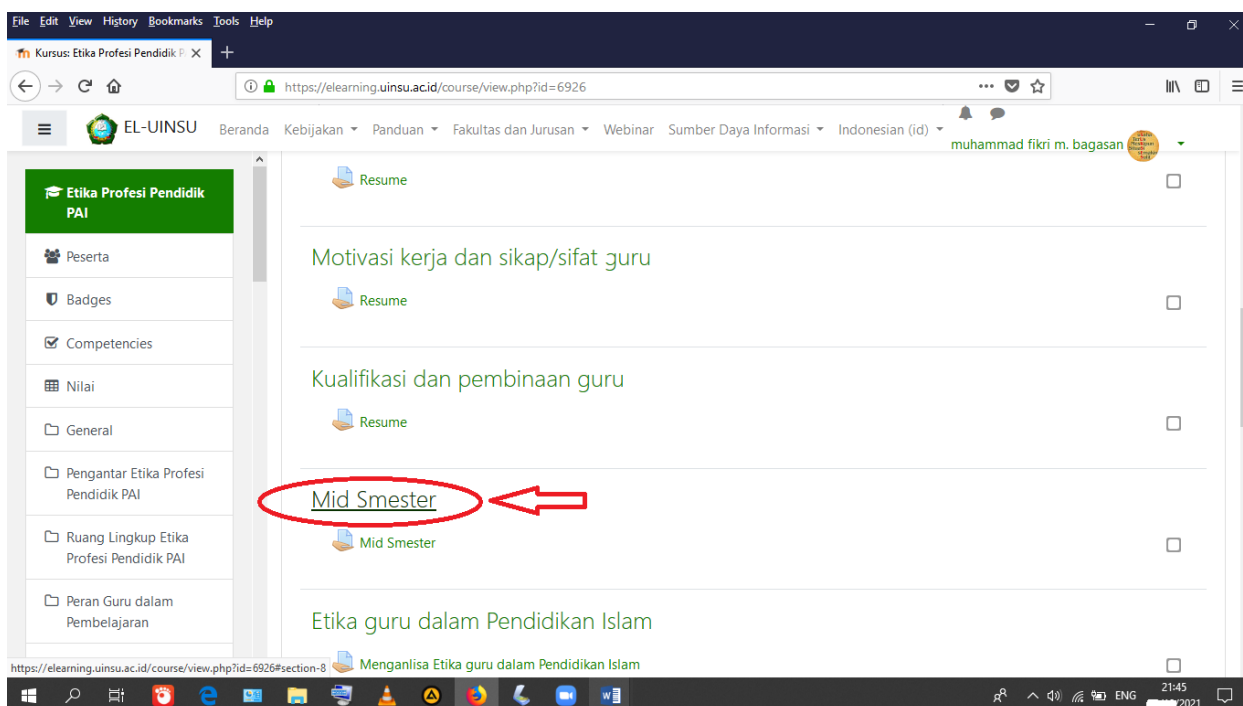 File Edit View History Bookmarks Tools Help
Kursus: Etika Profesi Pendidik P
https://elearning.uinsu.ac.id/course/view.php?id=6926
EL-UINSU Beranda Kebijakan Panduan Fakultas dan Jurusan Webinar Sumber Daya Informasi Indonesian (id)
muhammad fikri m. bagasan
Etika Profesi Pendidik
PAI
Peserta
Badges
Competencies
Nilai
General
Pengantar Etika Profesi
Pendidik PAI
Ruang Lingkup Etika
Profesi Pendidik PAI
Peran Guru dalam
Pembelajaran
Resume
Motivasi kerja dan sikap/sifat guru
Resume
Kualifikasi dan pembinaan guru
Resume
Mid Smester
Mid Smester
Etika guru dalam Pendidikan Islam
Menganlisa Etika guru dalam Pendidikan Islam
https://elearning.uinsu.ac.id/course/view.php?id=6926#section-8
ENG
21:45
/2021